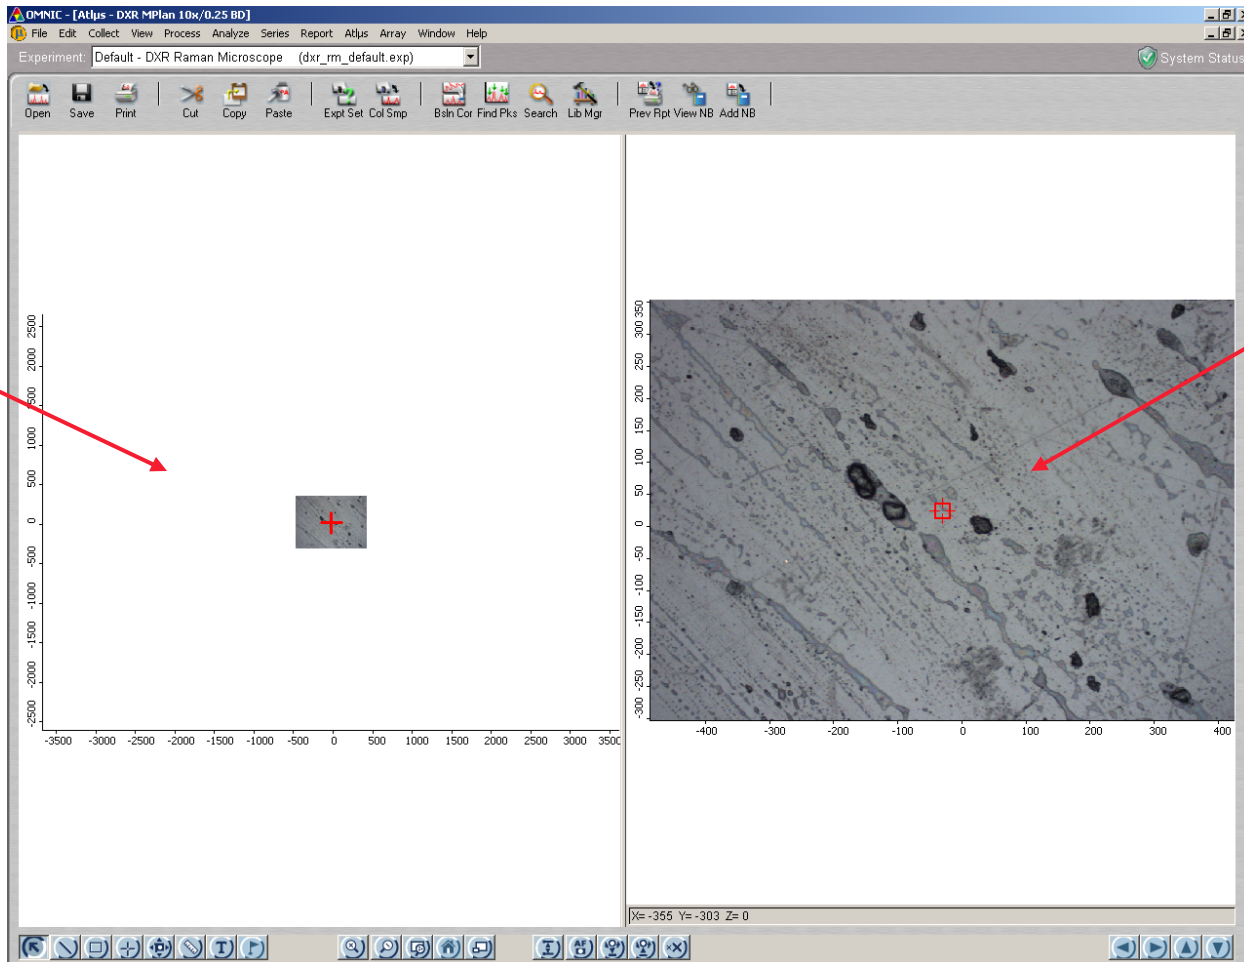 OMNIC - [Atlµs - DXR MPlan 10x/0.25 BD]
File Edit Collect View Process Analyze Series Report Atlµs Array Window Help
Experiment: Default - DXR Raman Microscope (dxr_rm_default.exp)
System Status
Open Save Print Cut Copy Paste Expt Set Col Smp Bsln Cor Find Pks Search Lib Mgr Prev Rpt View NB Add NB
2500
2000
1500
1000
500
0
-500
-1000
-1500
-2000
-2500
-3500 -3000 -2500 -2000 -1500 -1000 -500 0 500 1000 1500 2000 2500 3000 3500
350
300
250
200
150
100
50
0
-50
-100
-150
-200
-250
-300
-400 -300 -200 -100 0 100 200 300 400
X= -355 Y= -303 Z= 0
T AF